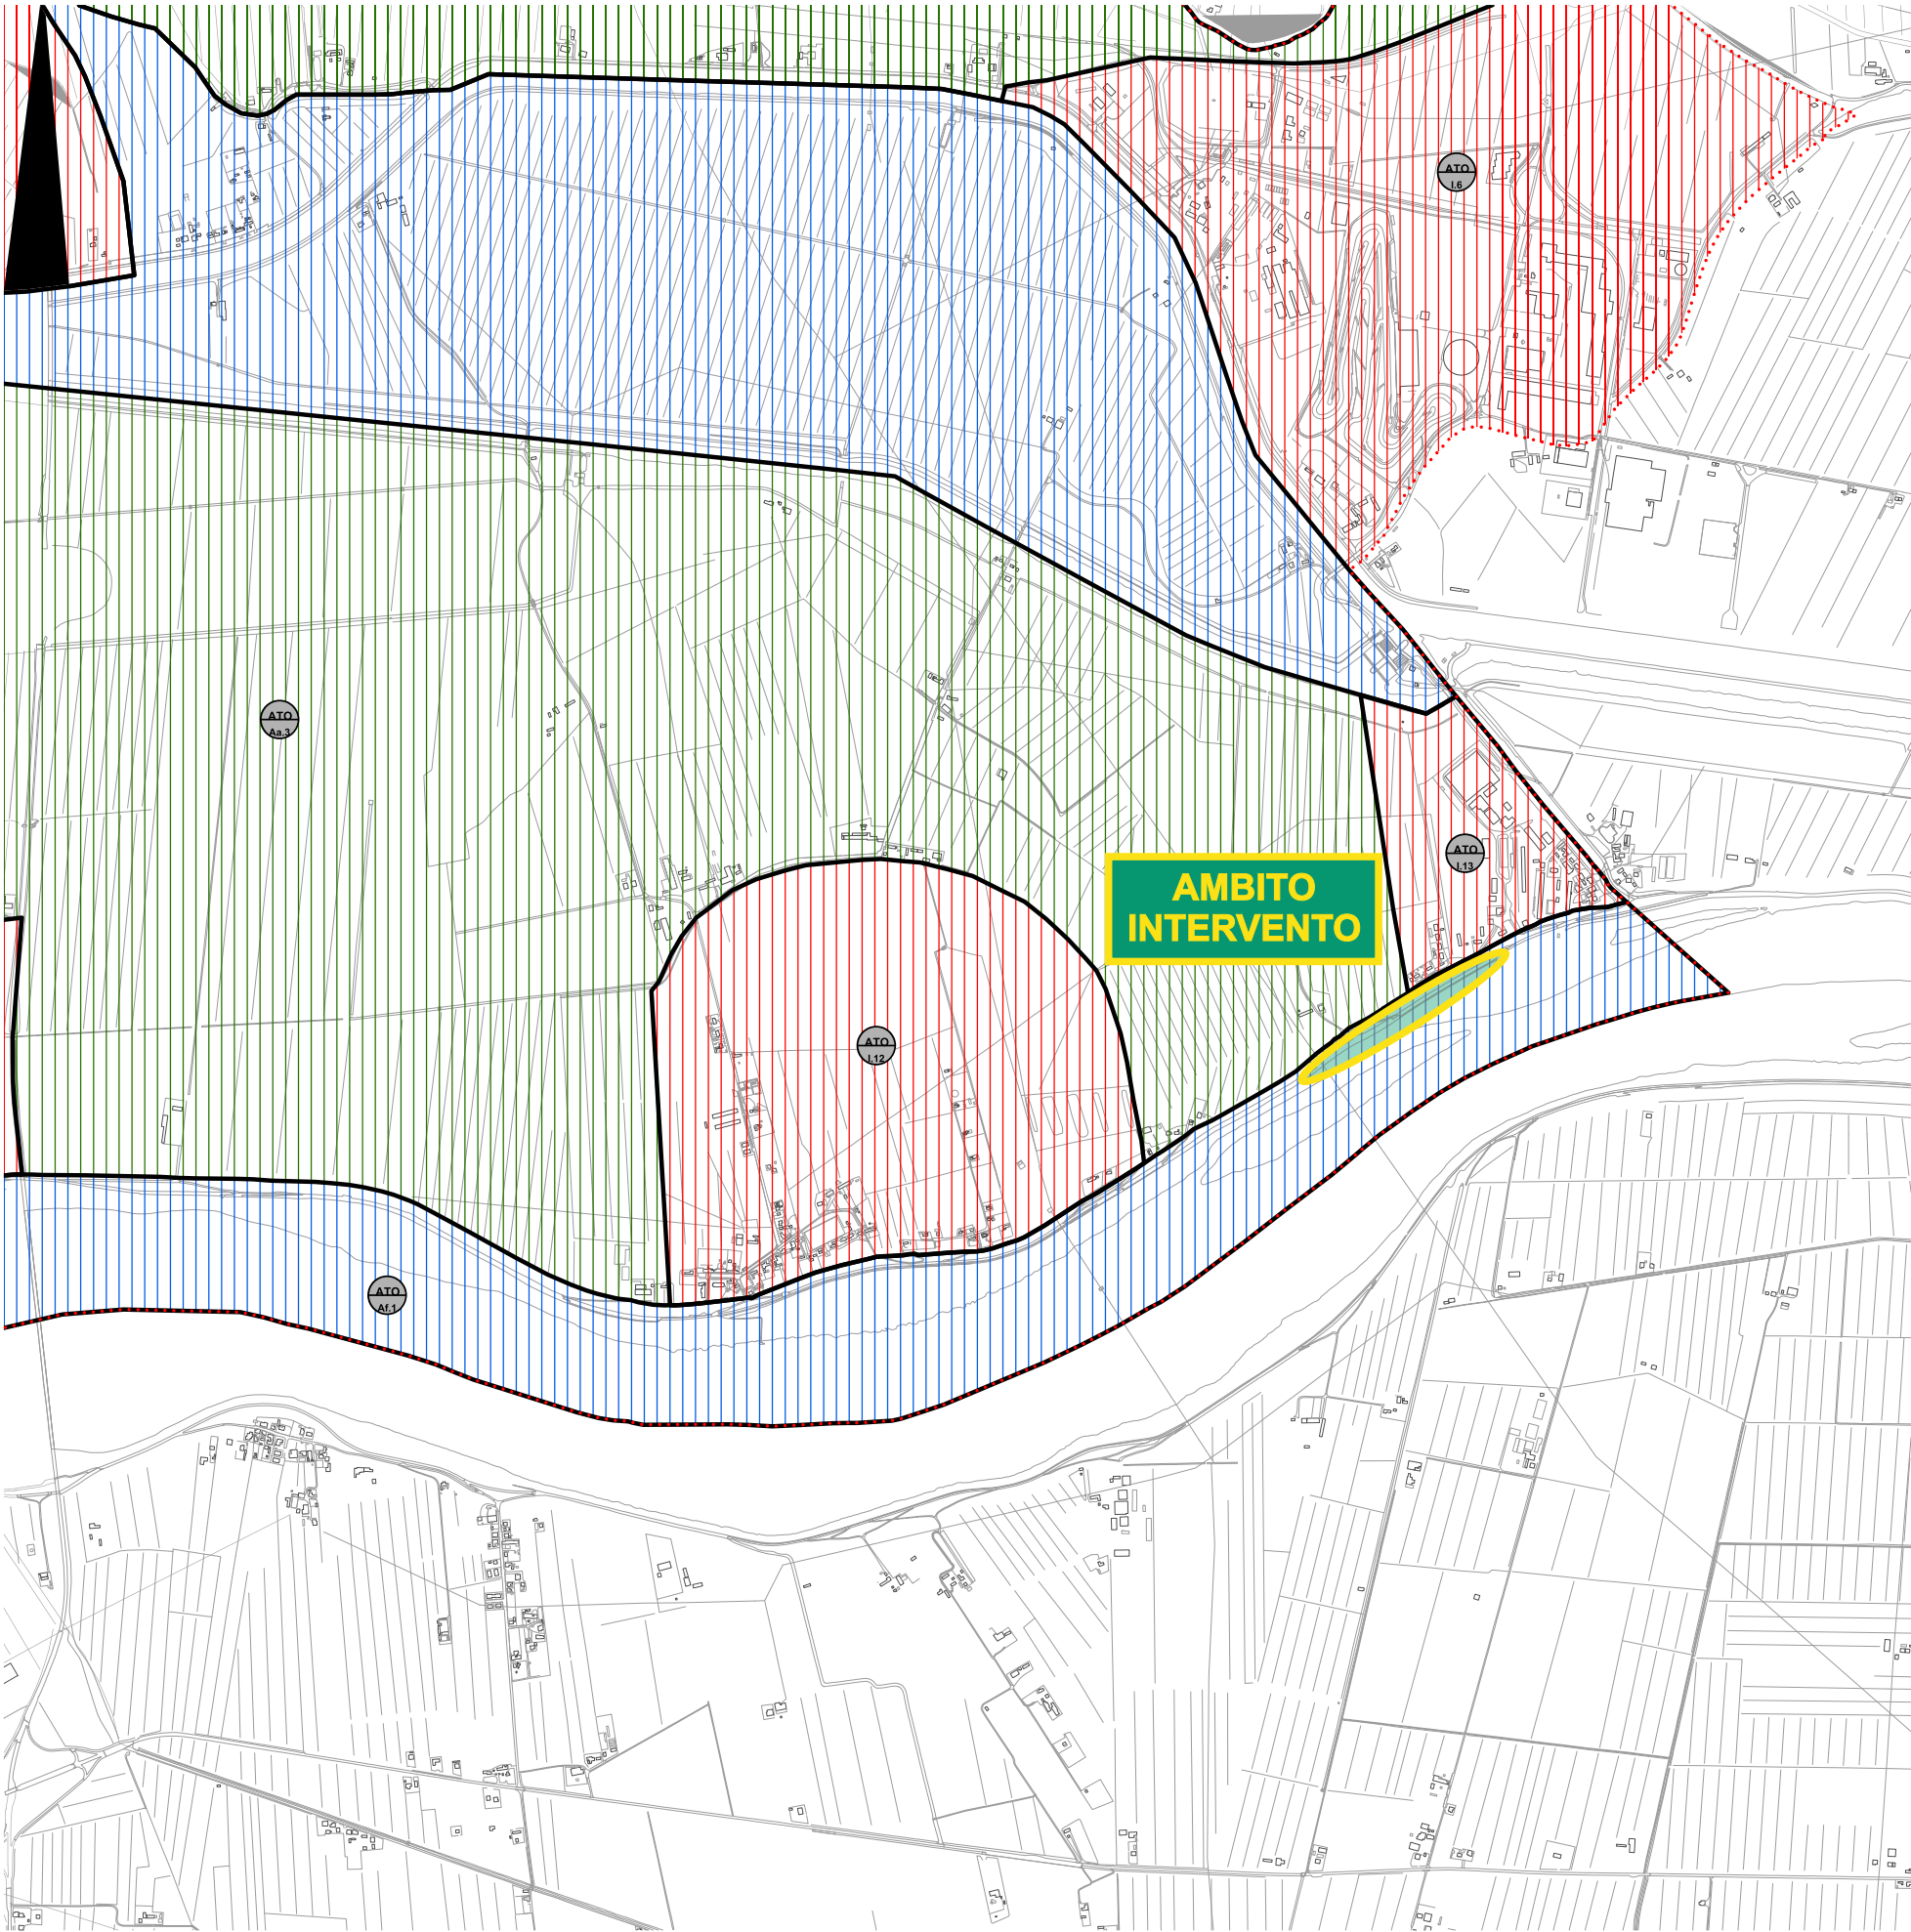 ATO
I.6
ATO
Aa.3
ATO
I.13
AMBITO
INTERVENTO
ATO
I.12
ATO
Af.1